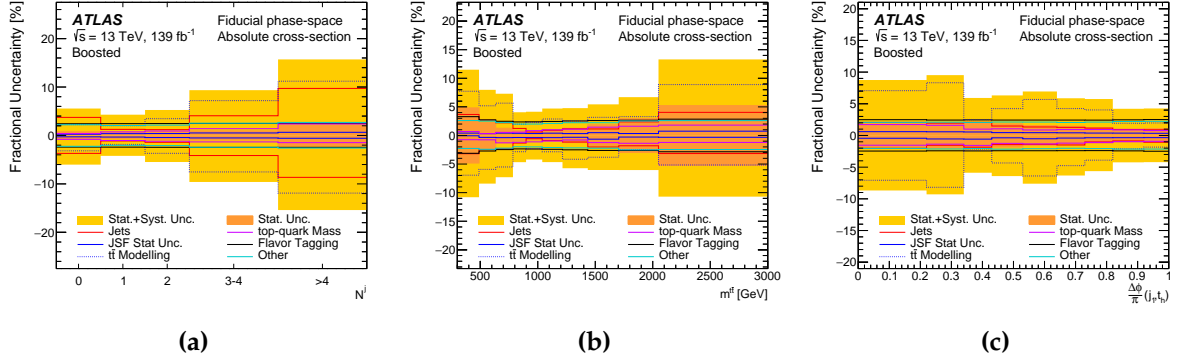 Fractional Uncertainty [%]
ATLAS Fiducial phase-space
√s = 13 TeV, 139 fb⁻¹ Absolute cross-section
Boosted
20
10
0
−10
−20
Stat.+Syst. Unc. Stat. Unc.
Jets top-quark Mass
JSF Stat Unc. Flavor Tagging
tt̄ Modelling Other
0 1 2 3-4 >4
Nʲ
(a)
Fractional Uncertainty [%]
ATLAS Fiducial phase-space
√s = 13 TeV, 139 fb⁻¹ Absolute cross-section
Boosted
20
15
10
5
0
−5
−10
−15
−20
Stat.+Syst. Unc. Stat. Unc.
Jets top-quark Mass
JSF Stat Unc. Flavor Tagging
tt̄ Modelling Other
500 1000 1500 2000 2500 3000
m^{tt̄} [GeV]
(b)
Fractional Uncertainty [%]
ATLAS Fiducial phase-space
√s = 13 TeV, 139 fb⁻¹ Absolute cross-section
Boosted
20
15
10
5
0
−5
−10
−15
−20
Stat.+Syst. Unc. Stat. Unc.
Jets top-quark Mass
JSF Stat Unc. Flavor Tagging
tt̄ Modelling Other
0 0.1 0.2 0.3 0.4 0.5 0.6 0.7 0.8 0.9 1
Δφ/π (j₁,tₕ)
(c)